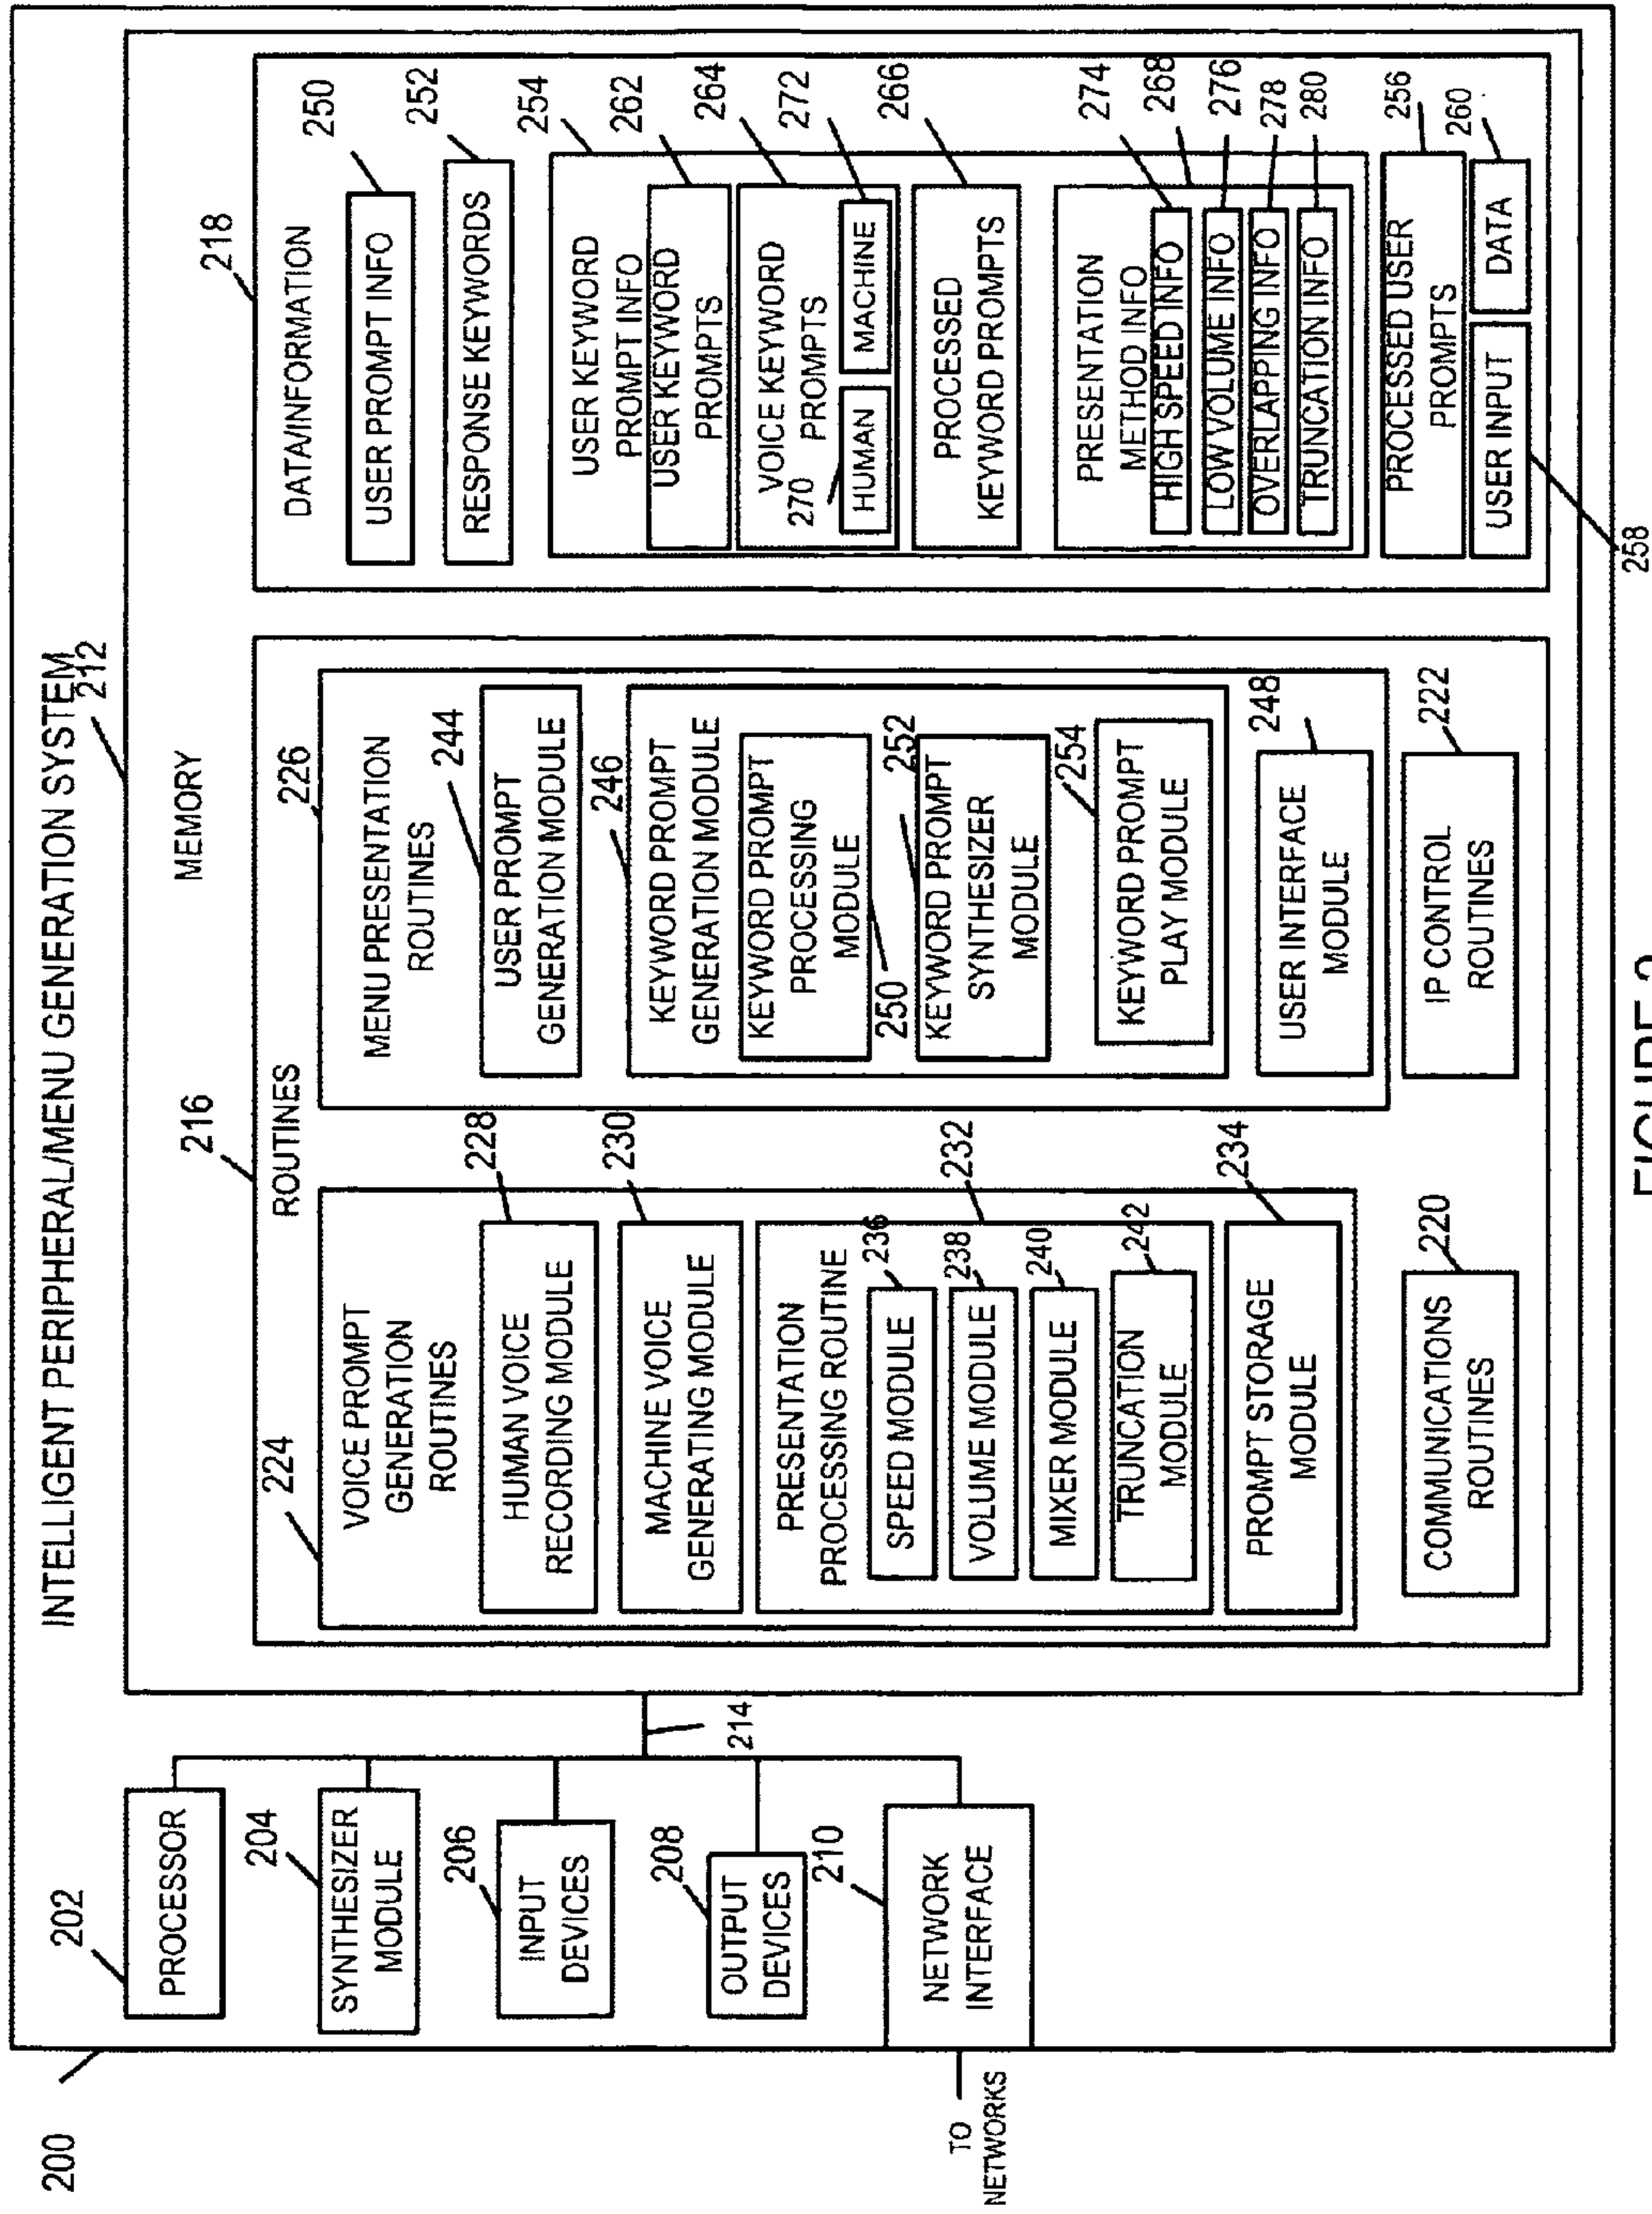 INTELLIGENT PERIPHERAL/MENU GENERATION SYSTEM
200
202
PROCESSOR
204
SYNTHESIZER
MODULE
206
INPUT
DEVICES
208
OUTPUT
DEVICES
210
NETWORK
INTERFACE
TO
NETWORKS
214
212
MEMORY
216
ROUTINES
224
VOICE PROMPT
GENERATION
ROUTINES
228
HUMAN VOICE
RECORDING MODULE
230
MACHINE VOICE
GENERATING MODULE
232
PRESENTATION
PROCESSING ROUTINE
236
SPEED MODULE
238
VOLUME MODULE
240
MIXER MODULE
242
TRUNCATION
MODULE
234
PROMPT STORAGE
MODULE
220
COMMUNICATIONS
ROUTINES
226
MENU PRESENTATION
ROUTINES
244
USER PROMPT
GENERATION MODULE
246
KEYWORD PROMPT
GENERATION MODULE
KEYWORD PROMPT
PROCESSING
MODULE
250
252
KEYWORD PROMPT
SYNTHESIZER
MODULE
254
KEYWORD PROMPT
PLAY MODULE
248
USER INTERFACE
MODULE
222
IP CONTROL
ROUTINES
218
DATA/INFORMATION
250
USER PROMPT INFO
252
RESPONSE KEYWORDS
254
USER KEYWORD
PROMPT INFO
262
USER KEYWORD
PROMPTS
264
VOICE KEYWORD
PROMPTS
270
HUMAN
272
MACHINE
266
PROCESSED
KEYWORD PROMPTS
PRESENTATION
METHOD INFO
274
HIGH SPEED INFO
268
LOW VOLUME INFO
276
OVERLAPPING INFO
278
TRUNCATION INFO
280
PROCESSED USER
PROMPTS
256
USER INPUT
258
DATA
260